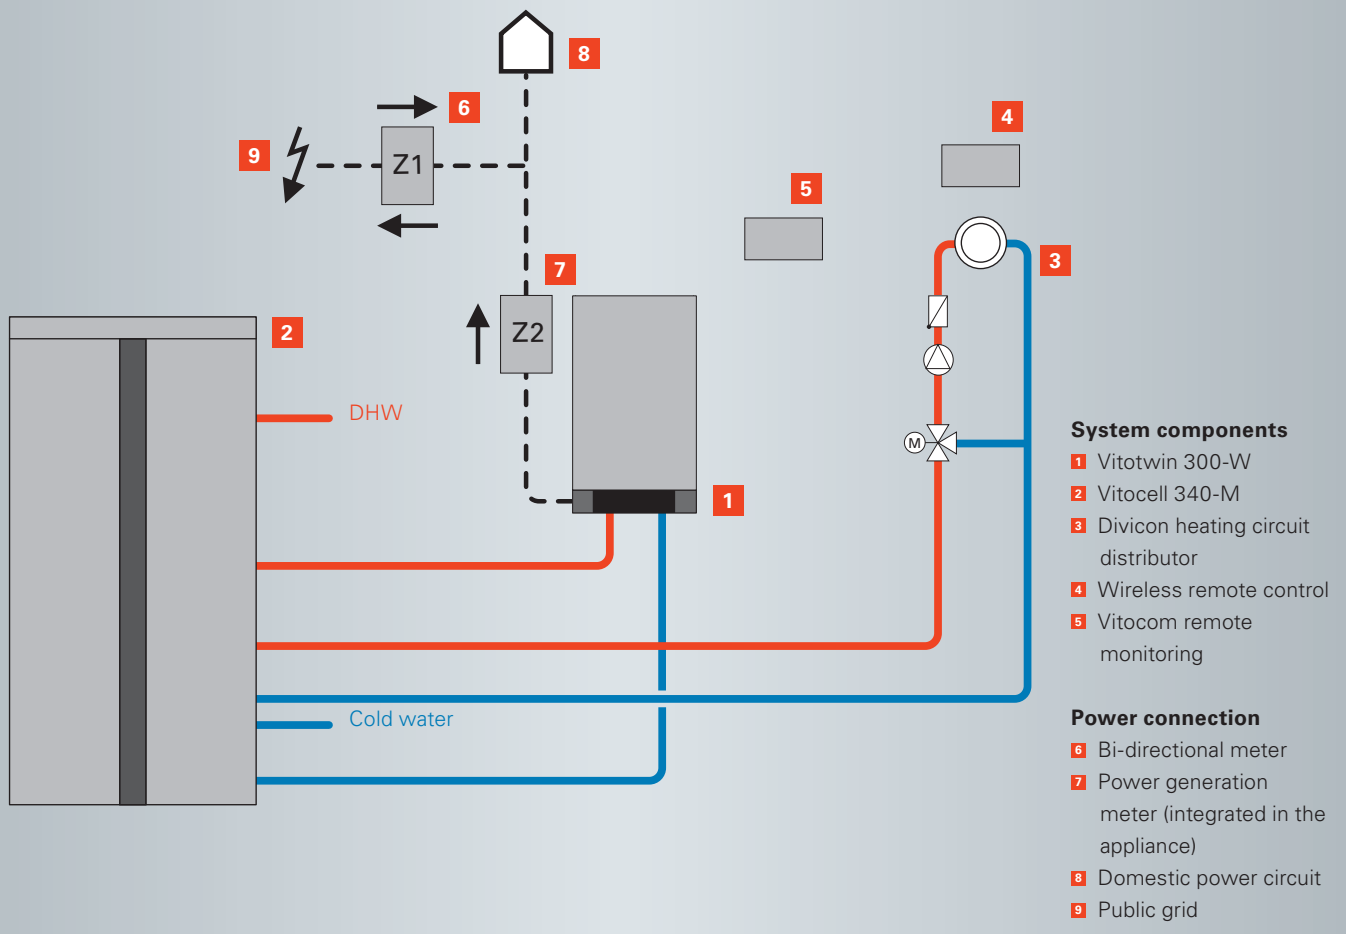 8
6
9
Z1
4
5
3
7
Z2
2
DHW
M
1
Cold water
System components
1 Vitotwin 300-W
2 Vitocell 340-M
3 Divicon heating circuit
distributor
4 Wireless remote control
5 Vitocom remote
monitoring
Power connection
6 Bi-directional meter
7 Power generation
meter (integrated in the
appliance)
8 Domestic power circuit
9 Public grid